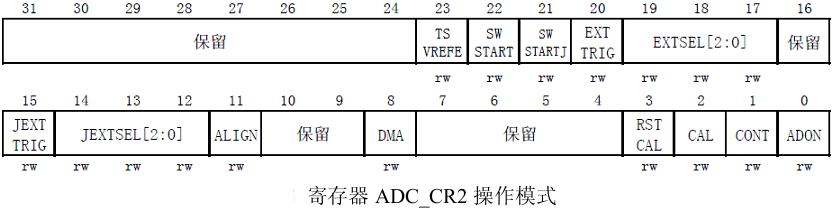 31 30 29 28 27 26 25 24 23 22 21 20 19 18 17 16
保留 TS VREFE SW START SW STARTJ EXT TRIG EXTSEL[2:0] 保留
rw rw rw rw rw rw rw
15 14 13 12 11 10 9 8 7 6 5 4 3 2 1 0
JEXT TRIG JEXTSEL[2:0] ALIGN 保留 DMA 保留 RST CAL CAL CONT ADON
rw rw rw rw rw rw rw rw rw rw
寄存器 ADC_CR2 操作模式